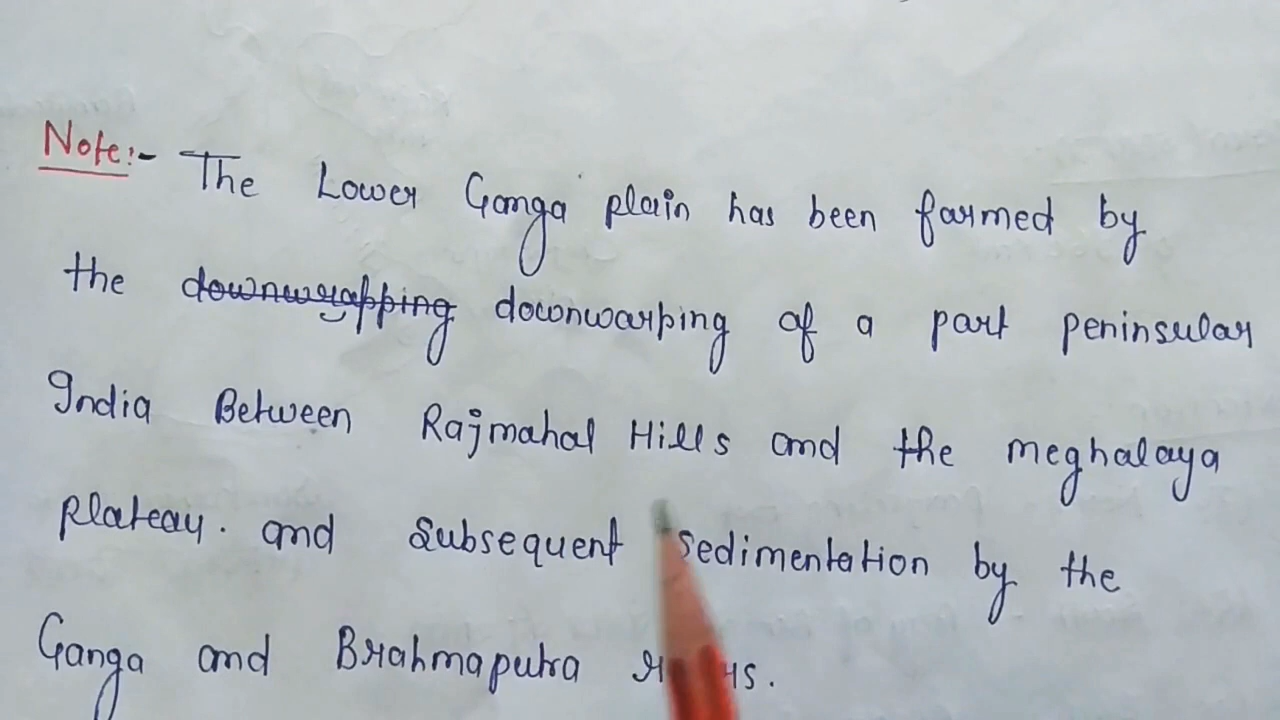 Note:- The Lower Ganga plain has been formed by
the downwrapping downwarping of a part peninsular
India Between Rajmahal Hills and the meghalaya
plateau. and subsequent sedimentation by the
Ganga and Brahmaputra